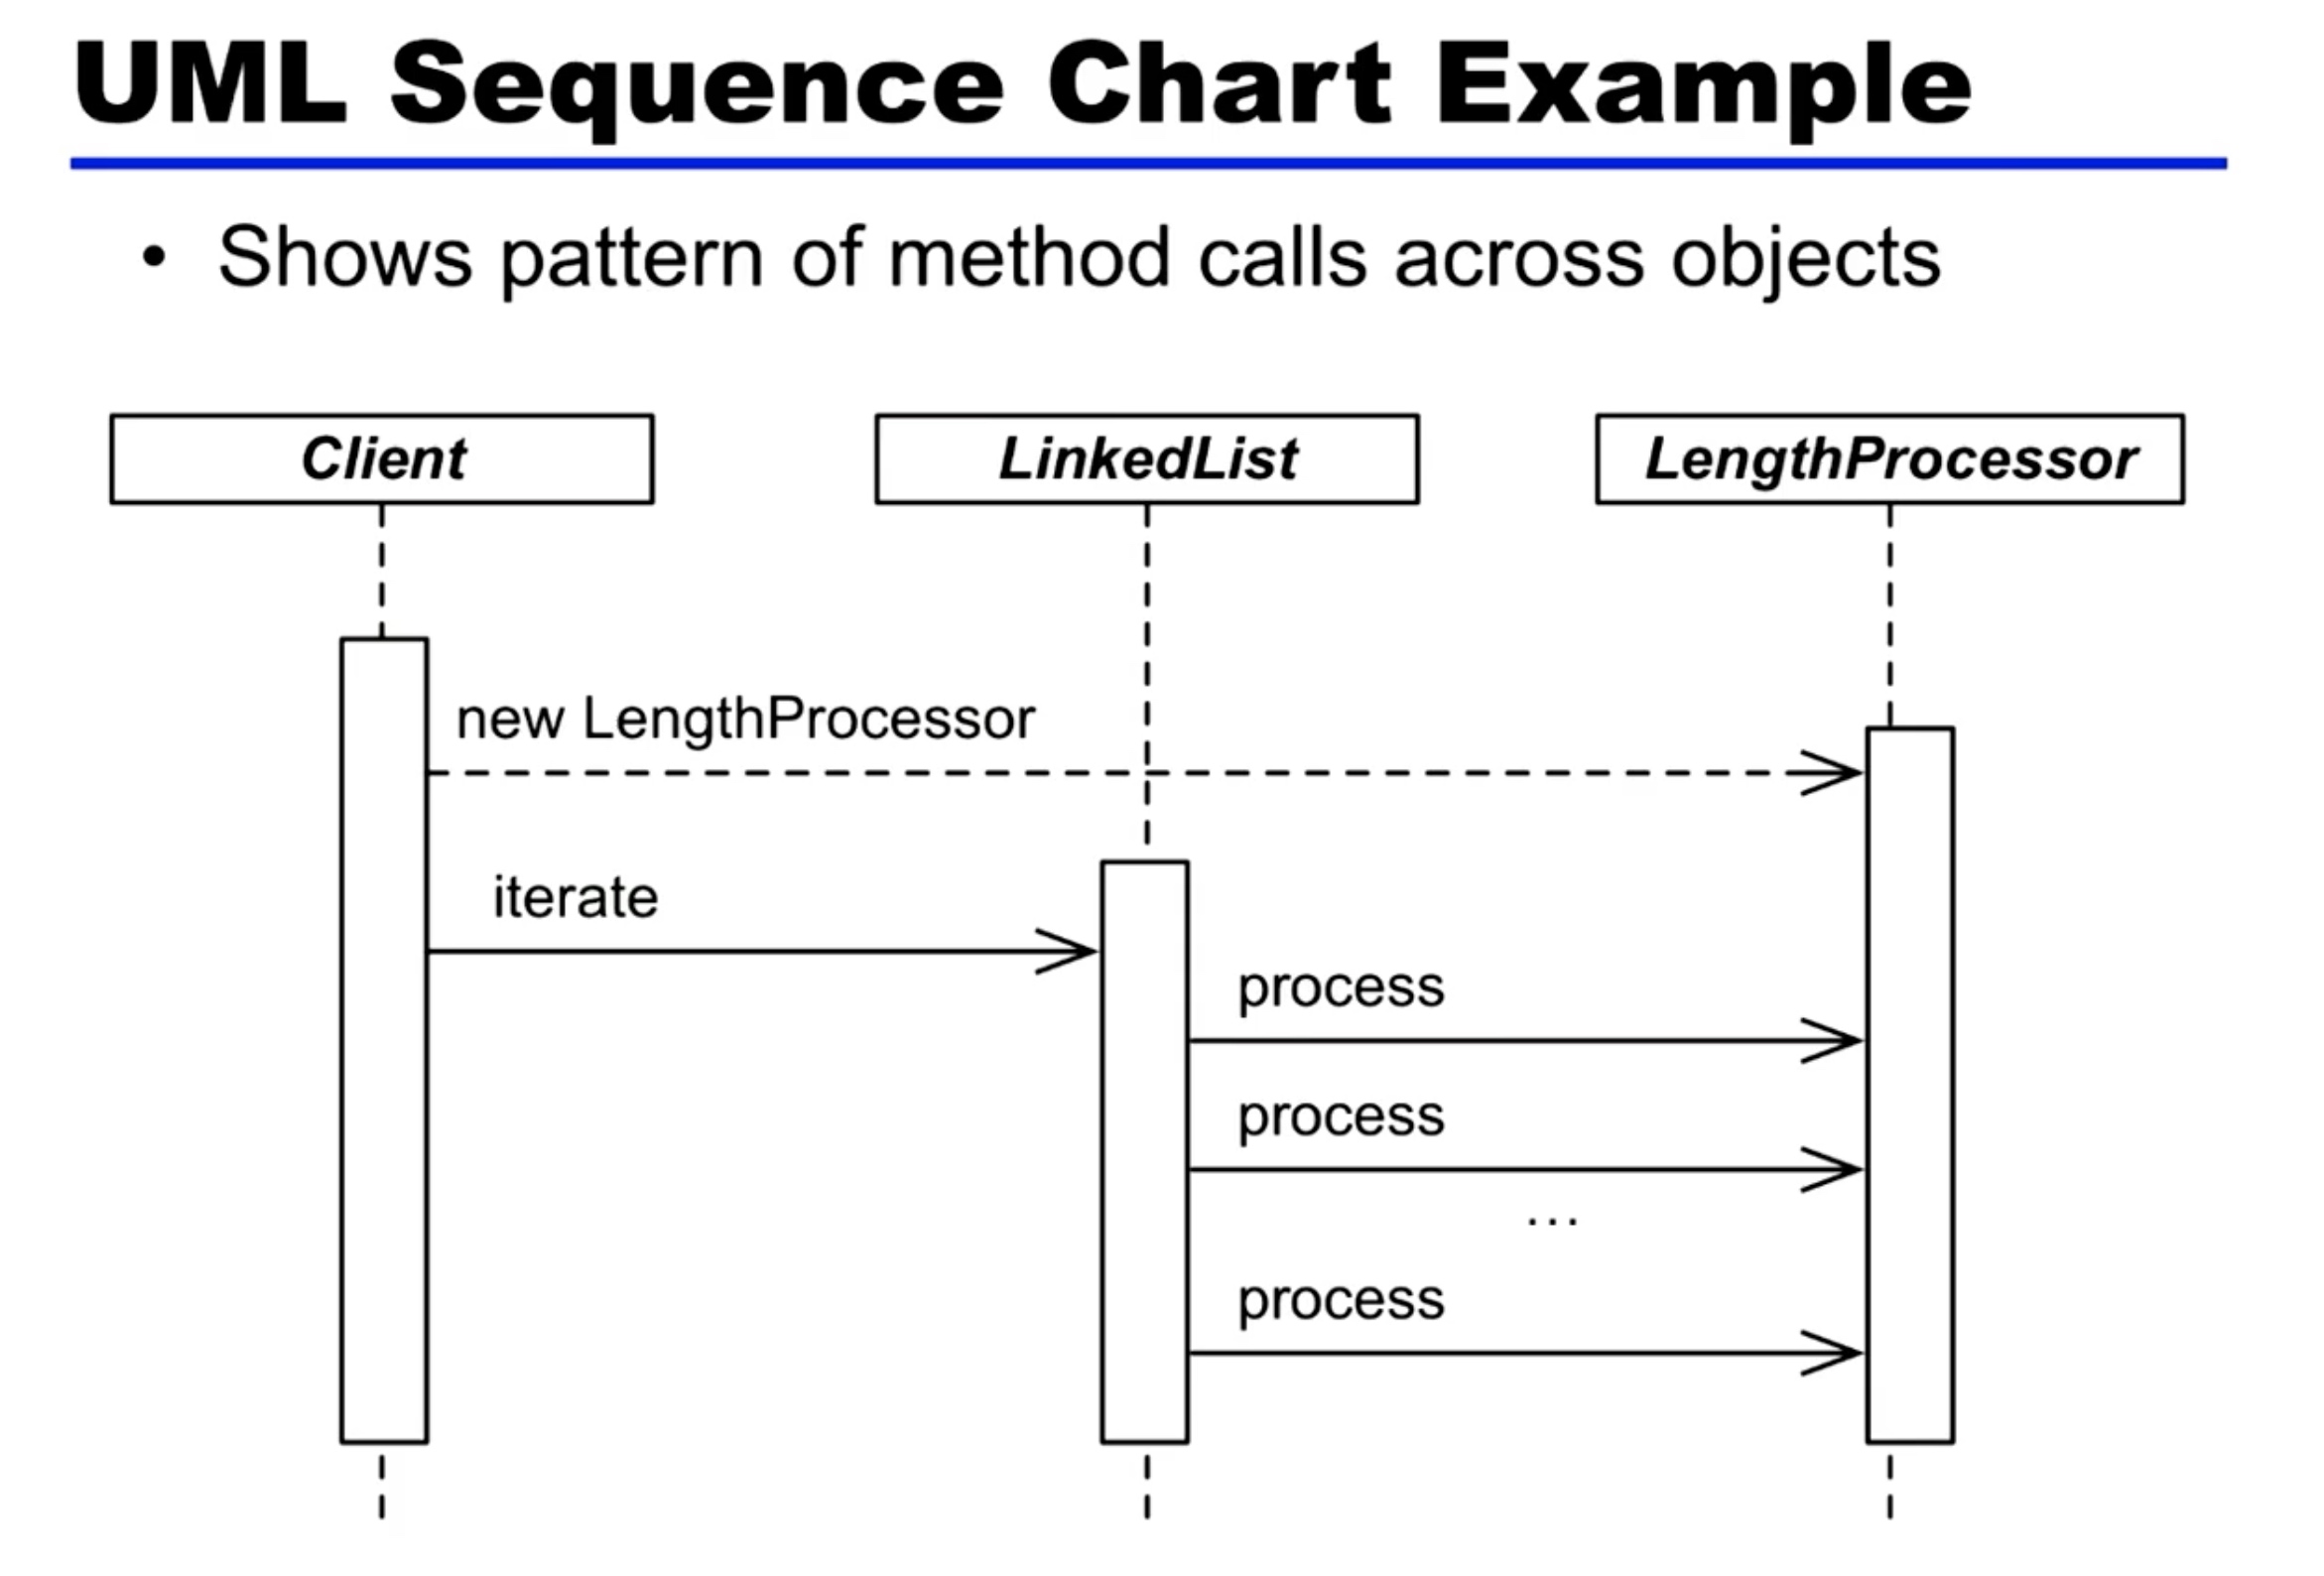 UML Sequence Chart Example
• Shows pattern of method calls across objects
Client
LinkedList
LengthProcessor
new LengthProcessor
iterate
process
process
...
process